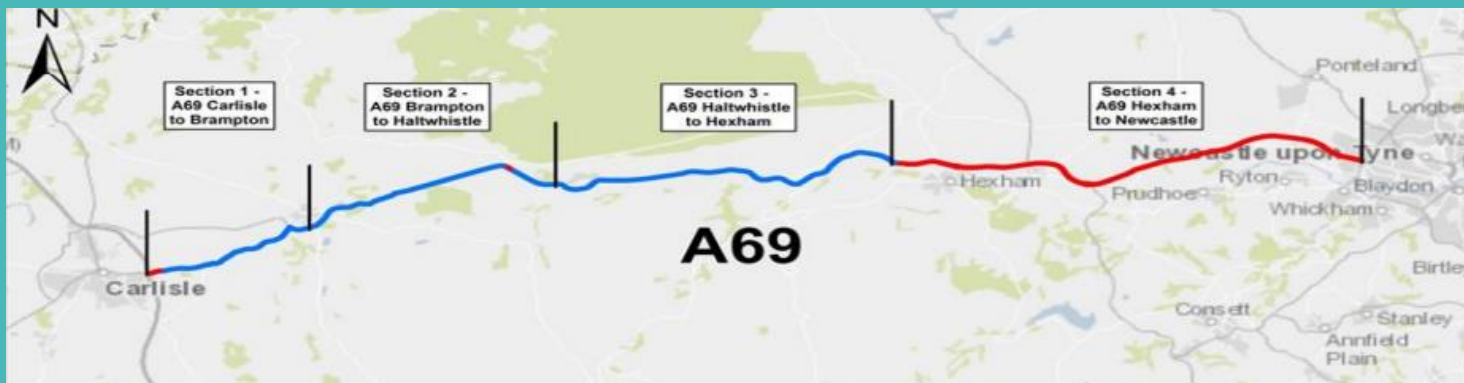 N
Section 1 -
A69 Carlisle
to Brampton
Section 2 -
A69 Brampton
to Haltwhistle
Section 3 -
A69 Haltwhistle
to Hexham
Section 4 -
A69 Hexham
to Newcastle
Ponteland
Longbe
Newcastle upon Tyne
Wa
Hexham
Prudhoe
Ryton
Blaydon
Whickham
A69
Carlisle
Birtley
Consett
Stanley
Annfield
Plain